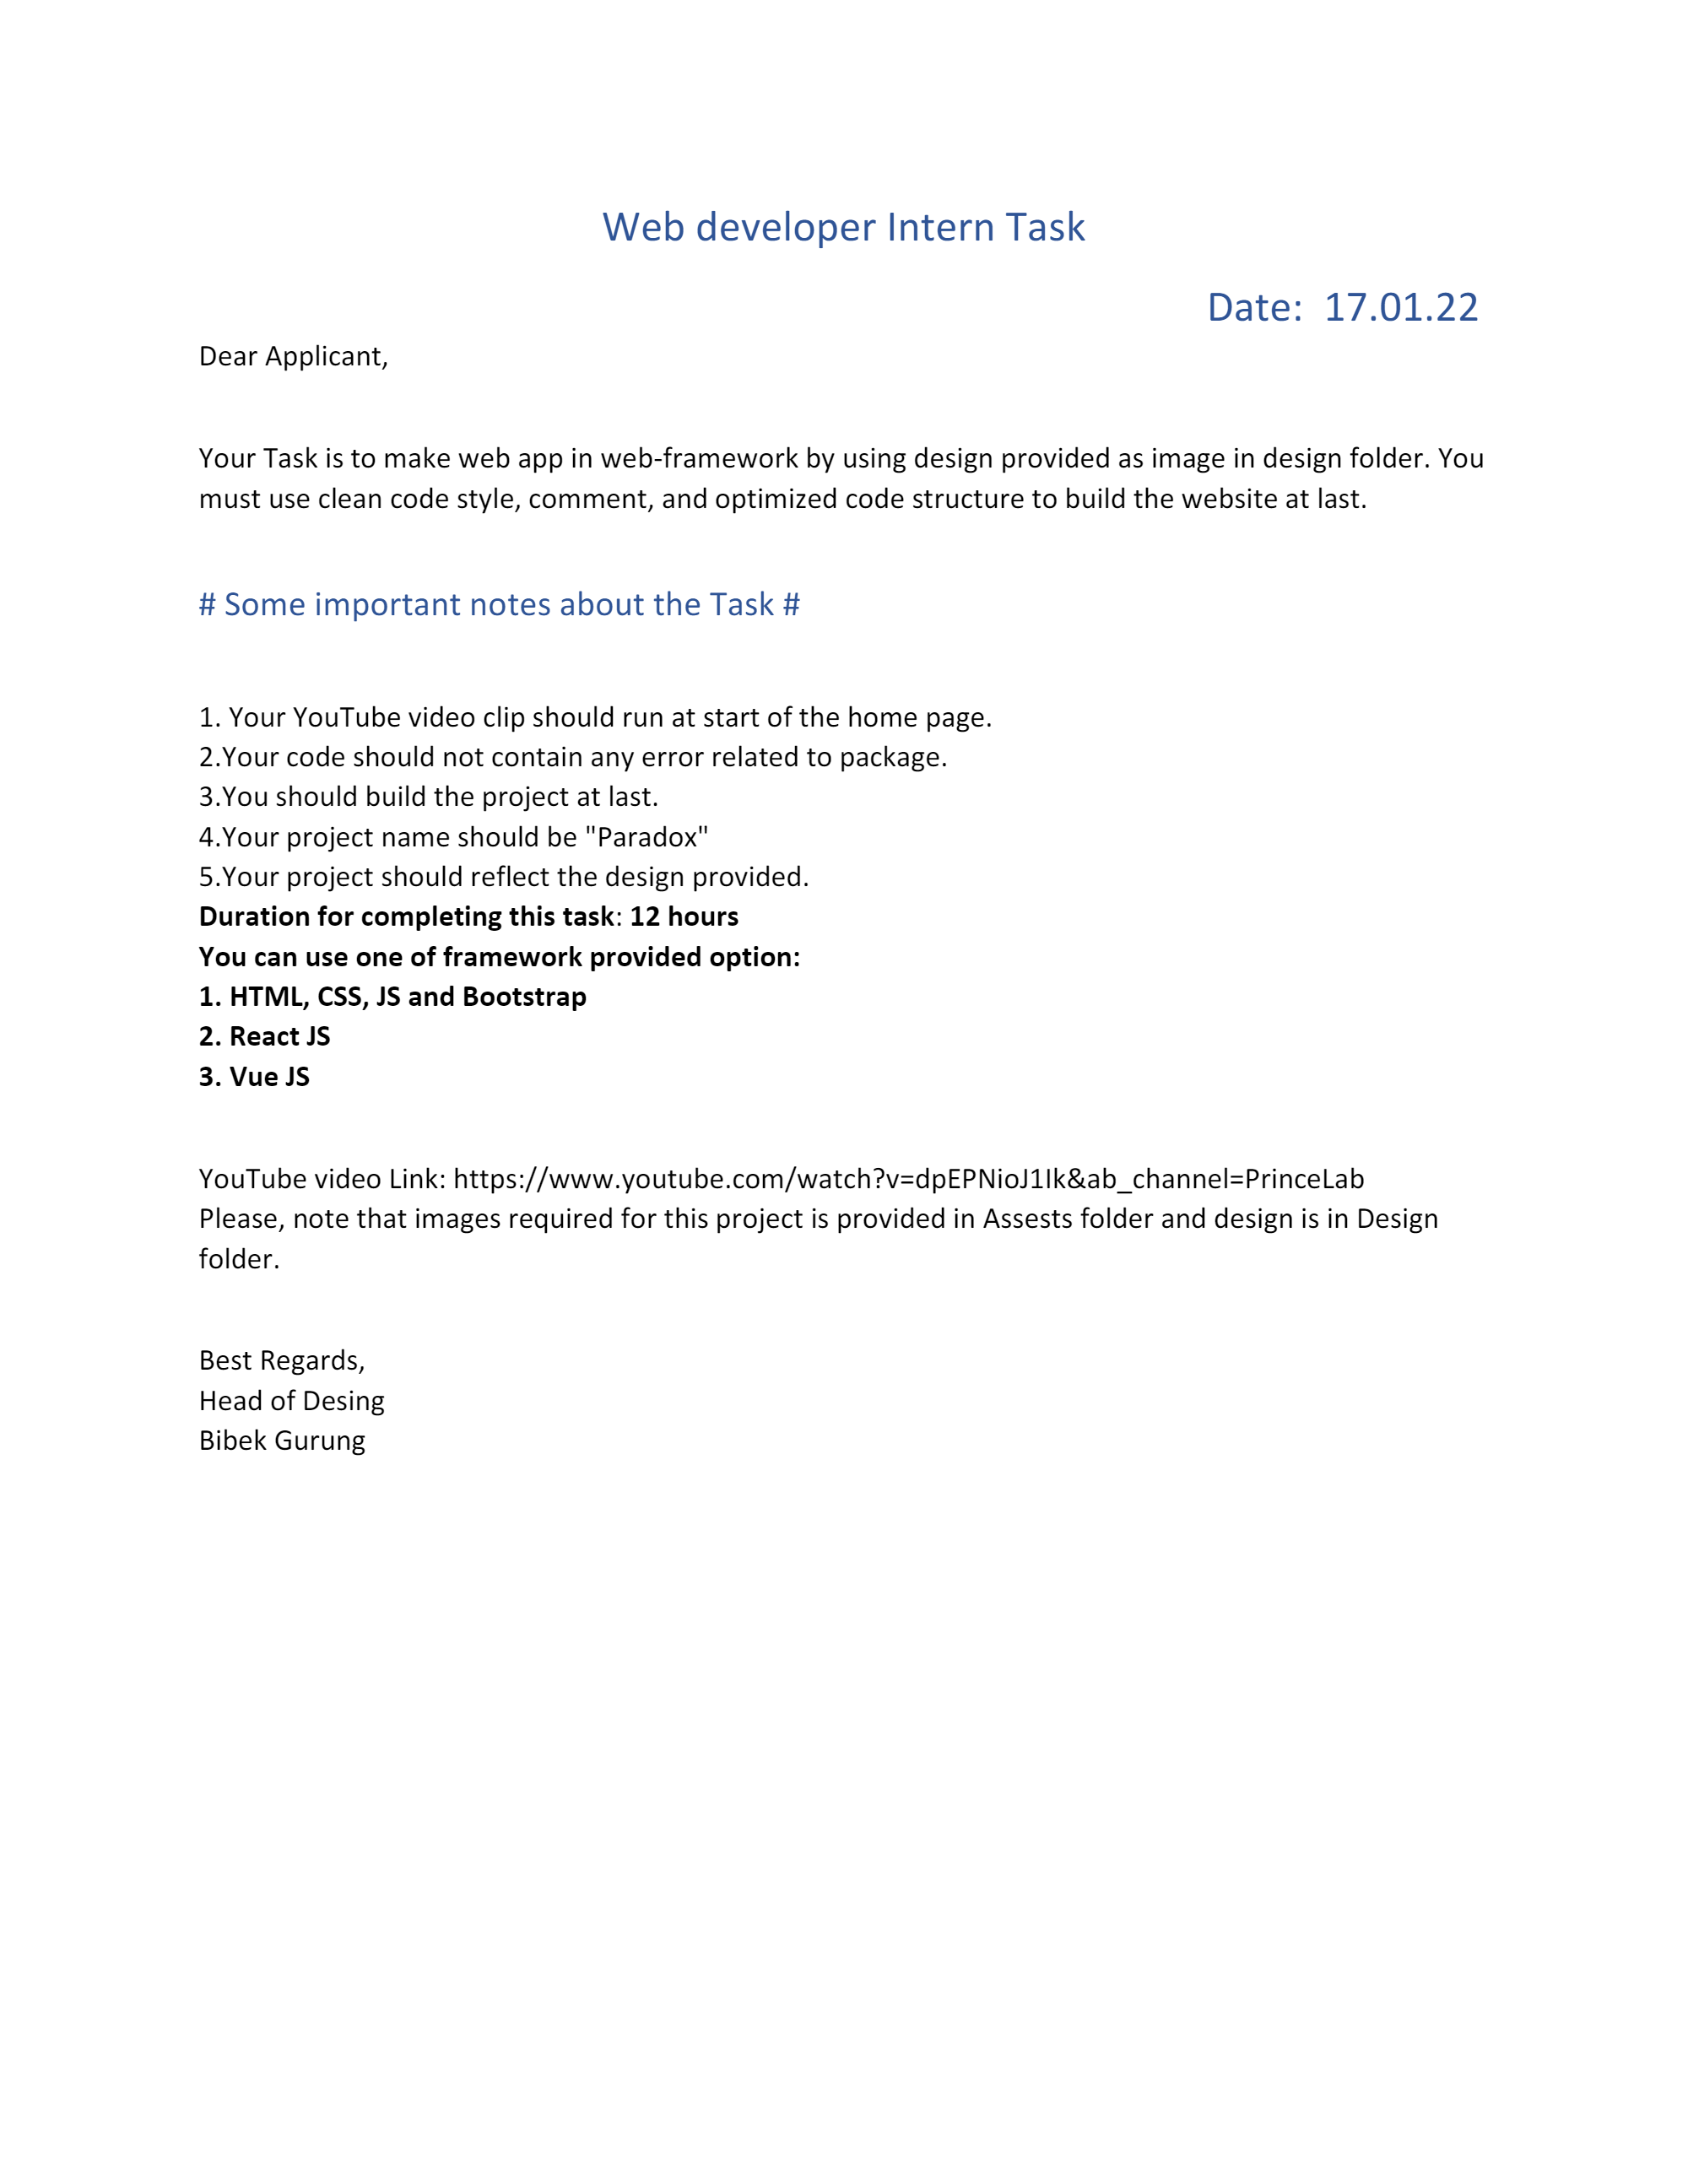 Web developer Intern Task
Date:  17.01.22
Dear Applicant,
Your Task is to make web app in web-framework by using design provided as image in design folder. You
must use clean code style, comment, and optimized code structure to build the website at last.
# Some important notes about the Task #
1. Your YouTube video clip should run at start of the home page.
2.Your code should not contain any error related to package.
3.You should build the project at last.
4.Your project name should be "Paradox"
5.Your project should reflect the design provided.
Duration for completing this task: 12 hours
You can use one of framework provided option:
1. HTML, CSS, JS and Bootstrap
2. React JS
3. Vue JS
YouTube video Link: https://www.youtube.com/watch?v=dpEPNioJ1Ik&ab_channel=PrinceLab
Please, note that images required for this project is provided in Assests folder and design is in Design
folder.
Best Regards,
Head of Desing
Bibek Gurung